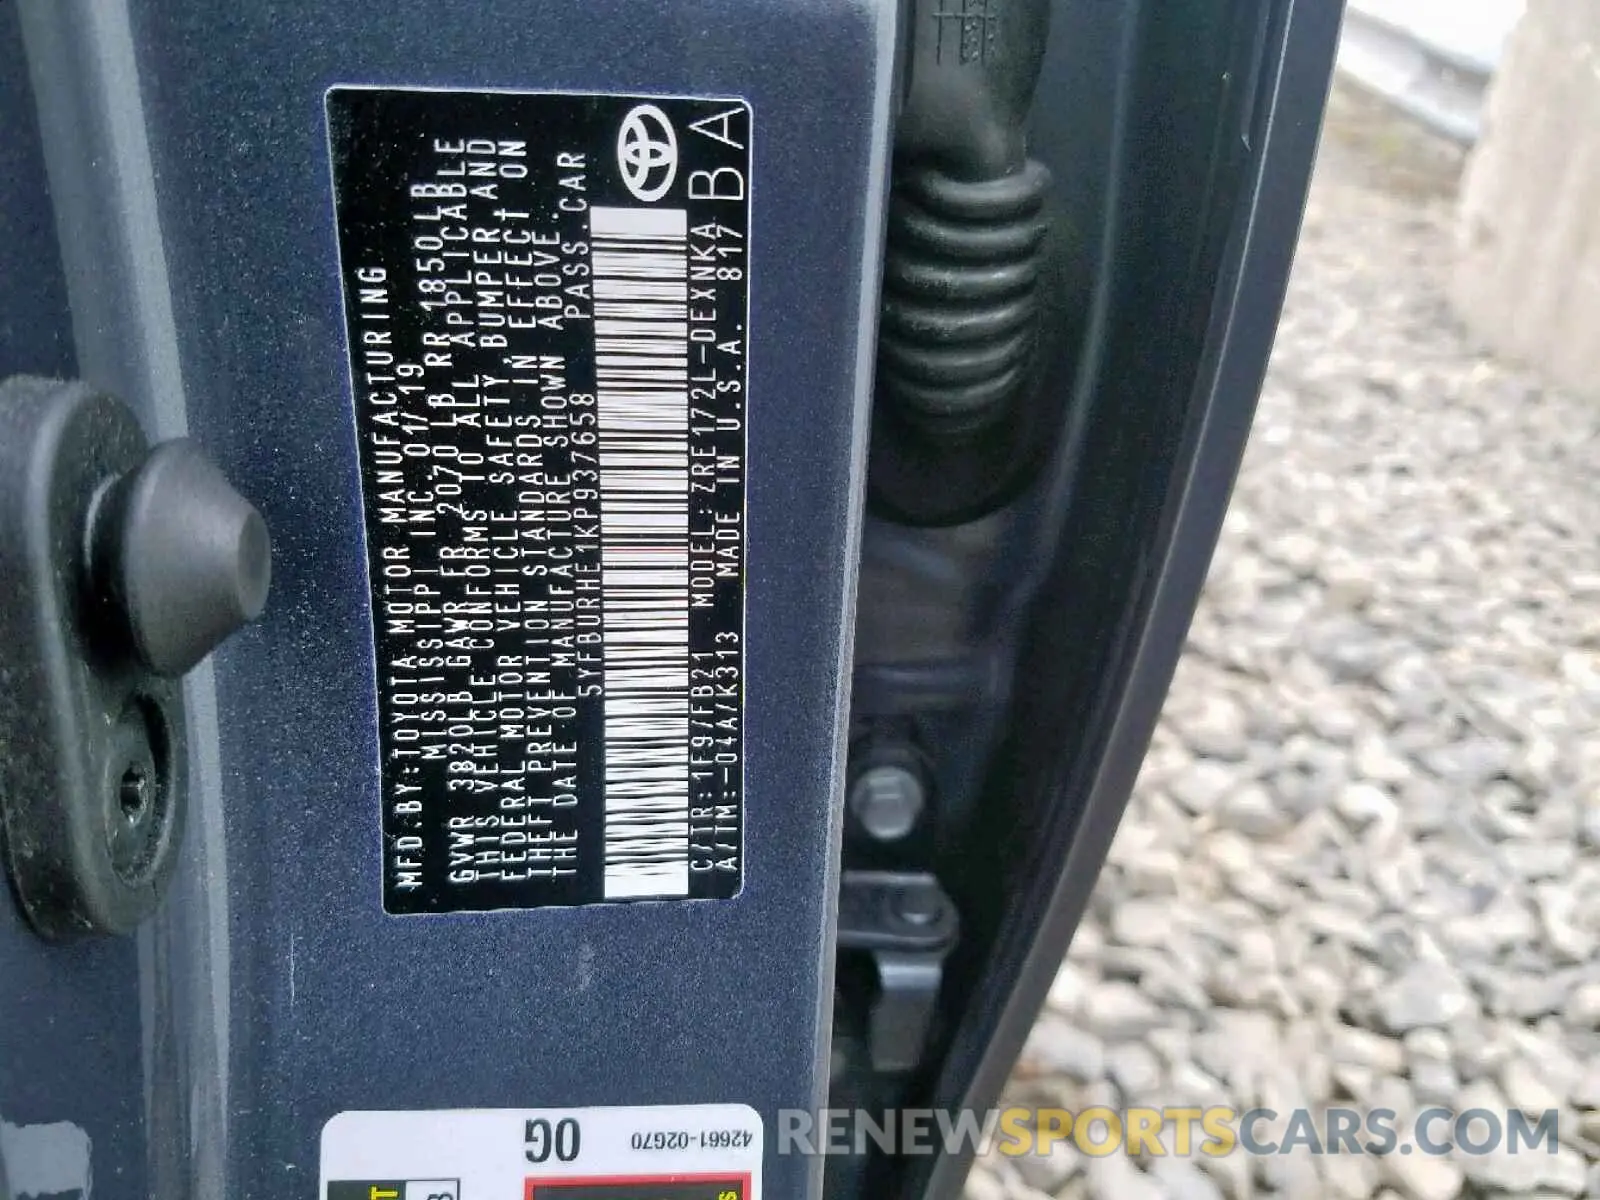 MFD.BY:TOYOTA MOTOR MANUFACTURING
MISSISSIPPI INC. 01/19
GVWR 3820LB GAWR FR 2070 LB RR 1850LB
THIS VEHICLE CONFORMS TO ALL APPLICABLE
FEDERAL MOTOR VEHICLE SAFETY, BUMPER, AND
THEFT PREVENTION STANDARDS IN EFFECT ON
THE DATE OF MANUFACTURE SHOWN ABOVE.
5YFBURHE1KP937658 PASS.CAR
C/TR:1F9/FB21 MODEL:ZRE172L-DEXNKA
A/TM:-04A/K313 MADE IN U.S.A. 817 BA
42661-02G70
0G
RENEWSPORTSCARS.COM